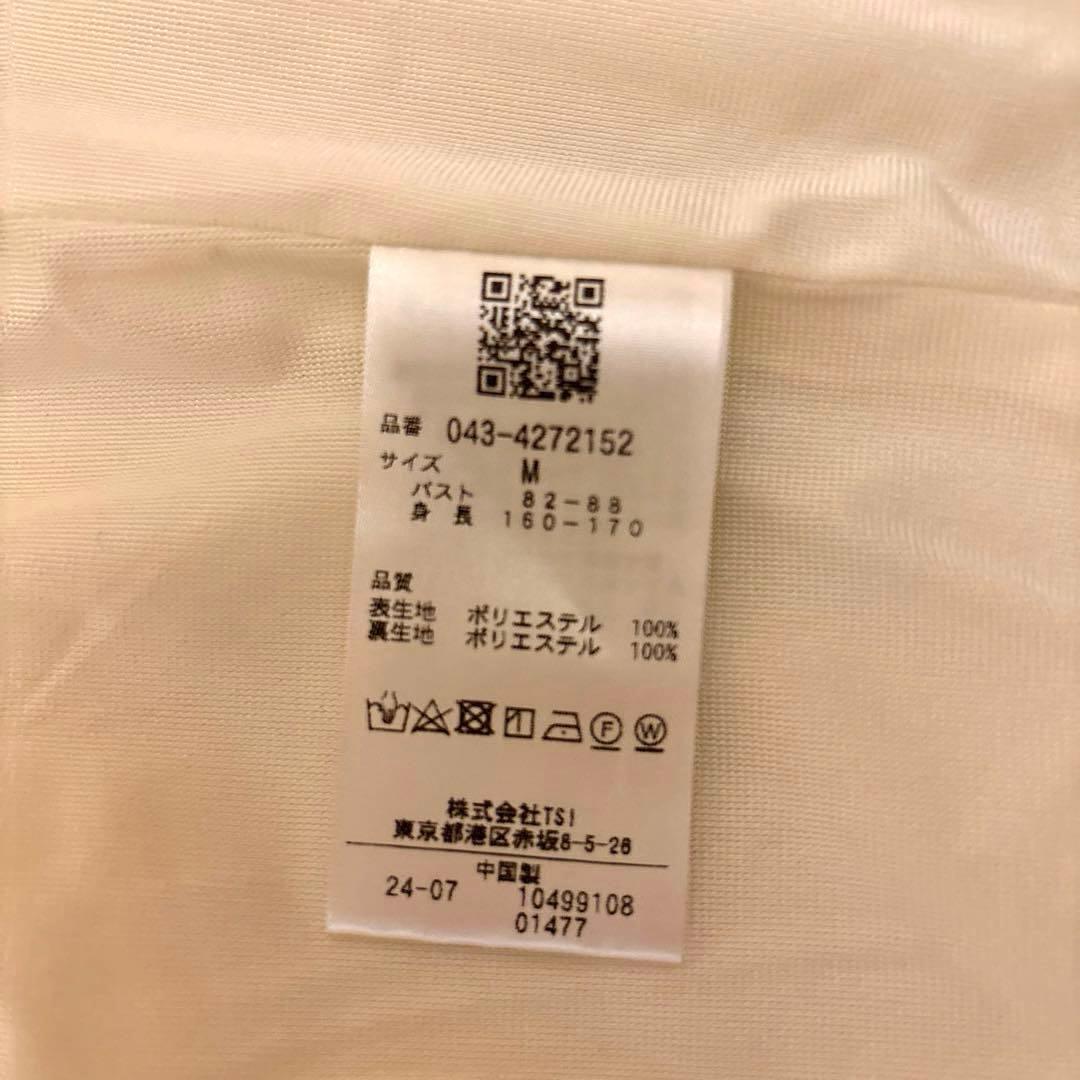 品番 043-4272152
サイズ M
バスト 82-88
身長 160-170
品質
表生地 ポリエステル 100%
裏生地 ポリエステル 100%
F W
株式会社TSI
東京都港区赤坂8-5-26
中国製
24-07 10499108
01477